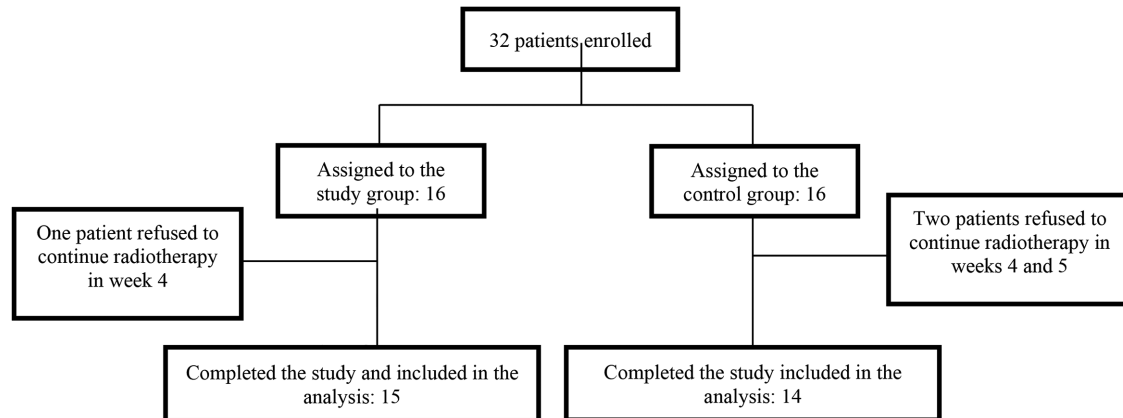 32 patients enrolled
Assigned to the
study group: 16
Assigned to the
control group: 16
One patient refused to
continue radiotherapy
in week 4
Two patients refused to
continue radiotherapy in
weeks 4 and 5
Completed the study and included in the
analysis: 15
Completed the study included in the
analysis: 14